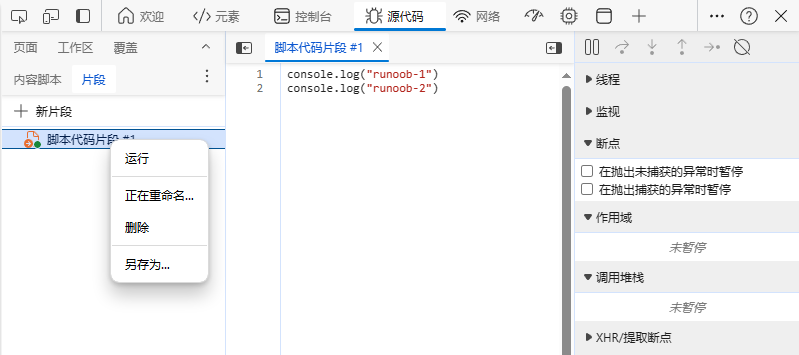 欢迎 元素 控制台 源代码 网络
页面 工作区 覆盖
内容脚本 片段
新片段
脚本代码片段 #1
运行
正在重命名...
删除
另存为...
脚本代码片段 #1
1 console.log("runoob-1")
2 console.log("runoob-2")
线程
监视
断点
在抛出未捕获的异常时暂停
在抛出捕获的异常时暂停
作用域
未暂停
调用堆栈
未暂停
XHR/提取断点